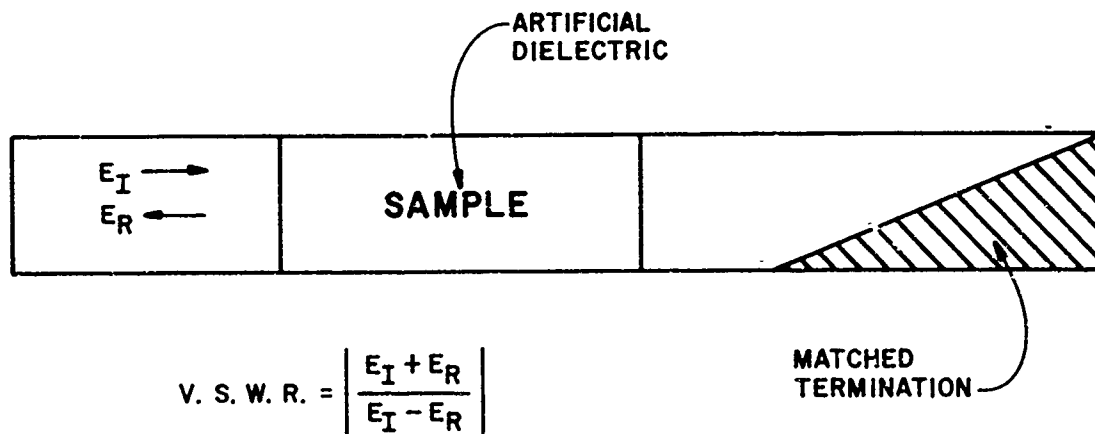 ARTIFICIAL
DIELECTRIC
E_I
E_R
SAMPLE
MATCHED
TERMINATION
V. S. W. R. = | (E_I + E_R) / (E_I - E_R) |